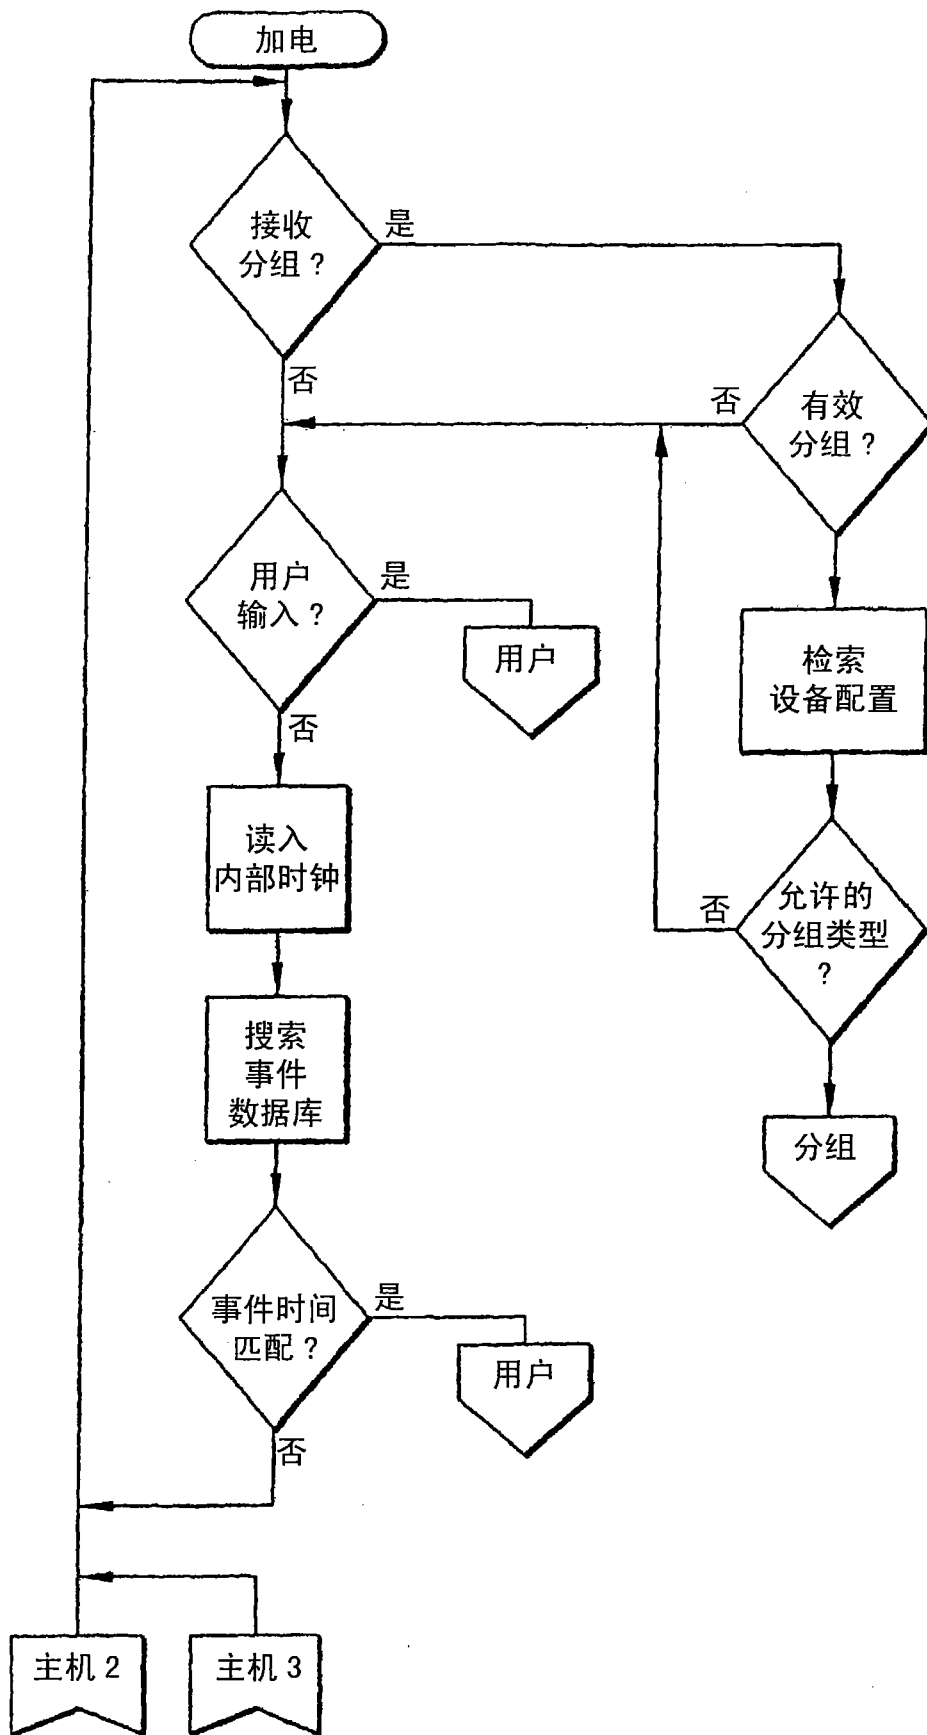 加电
接收
分组?
是
否
有效
分组?
否
用户
输入?
是
用户
否
检索
设备配置
读入
内部时钟
允许的
分组类型
?
否
搜索
事件
数据库
分组
事件时间
匹配?
是
用户
否
主机2
主机3